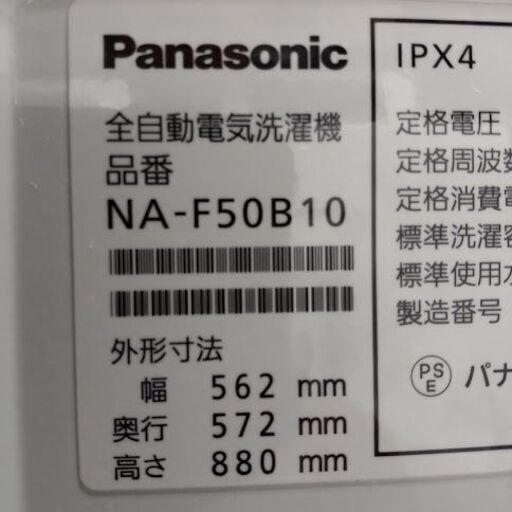 Panasonic
全自動電気洗濯機
品番
NA-F50B10
外形寸法
幅 562 mm
奥行 572 mm
高さ 880 mm
IPX4
定格電圧
定格周波数
定格消費電
標準洗濯容
標準使用水
製造番号
PS
E
パナ